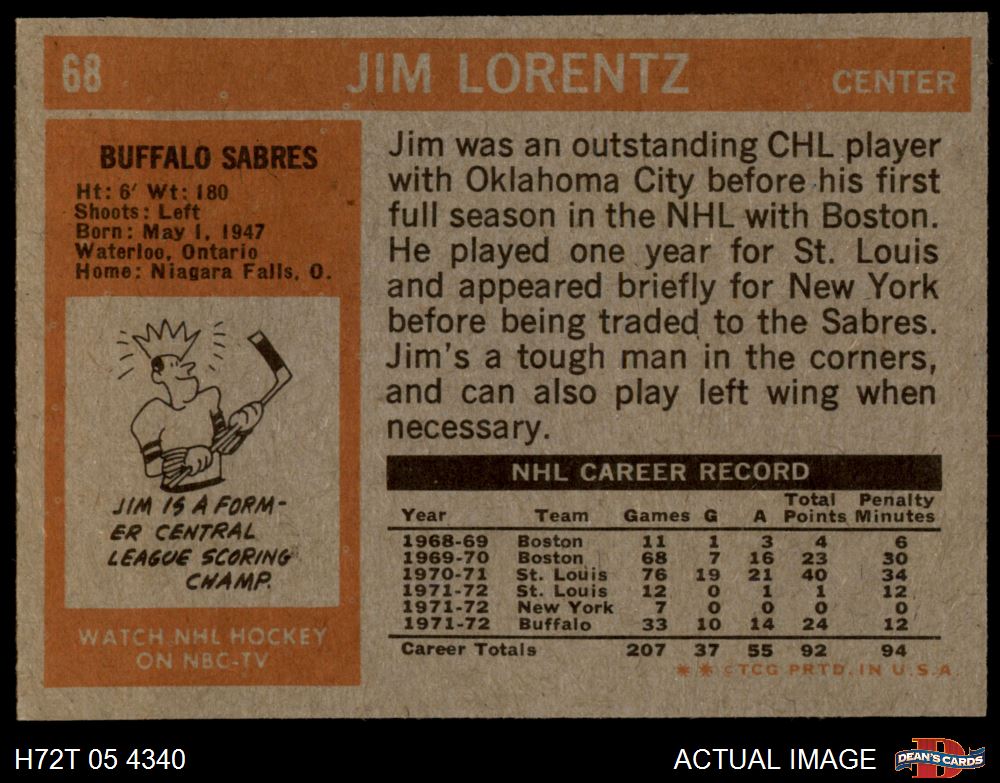 68 JIM LORENTZ CENTER
BUFFALO SABRES
Ht: 6' Wt: 180
Shoots: Left
Born: May 1, 1947
Waterloo, Ontario
Home: Niagara Falls, O.
JIM IS A FORM-
ER CENTRAL
LEAGUE SCORING
CHAMP.
WATCH NHL HOCKEY
ON NBC-TV
Jim was an outstanding CHL player
with Oklahoma City before his first
full season in the NHL with Boston.
He played one year for St. Louis
and appeared briefly for New York
before being traded to the Sabres.
Jim's a tough man in the corners,
and can also play left wing when
necessary.
NHL CAREER RECORD
Total Penalty
Year Team Games G A Points Minutes
1968-69 Boston 11 1 3 4 6
1969-70 Boston 68 7 16 23 30
1970-71 St. Louis 76 19 21 40 34
1971-72 St. Louis 12 0 1 1 12
1971-72 New York 7 0 0 0 0
1971-72 Buffalo 33 10 14 24 12
Career Totals 207 37 55 92 94
** © TCG PRTD. IN U.S.A.
H72T 05 4340 ACTUAL IMAGE D DEAN'S CARDS